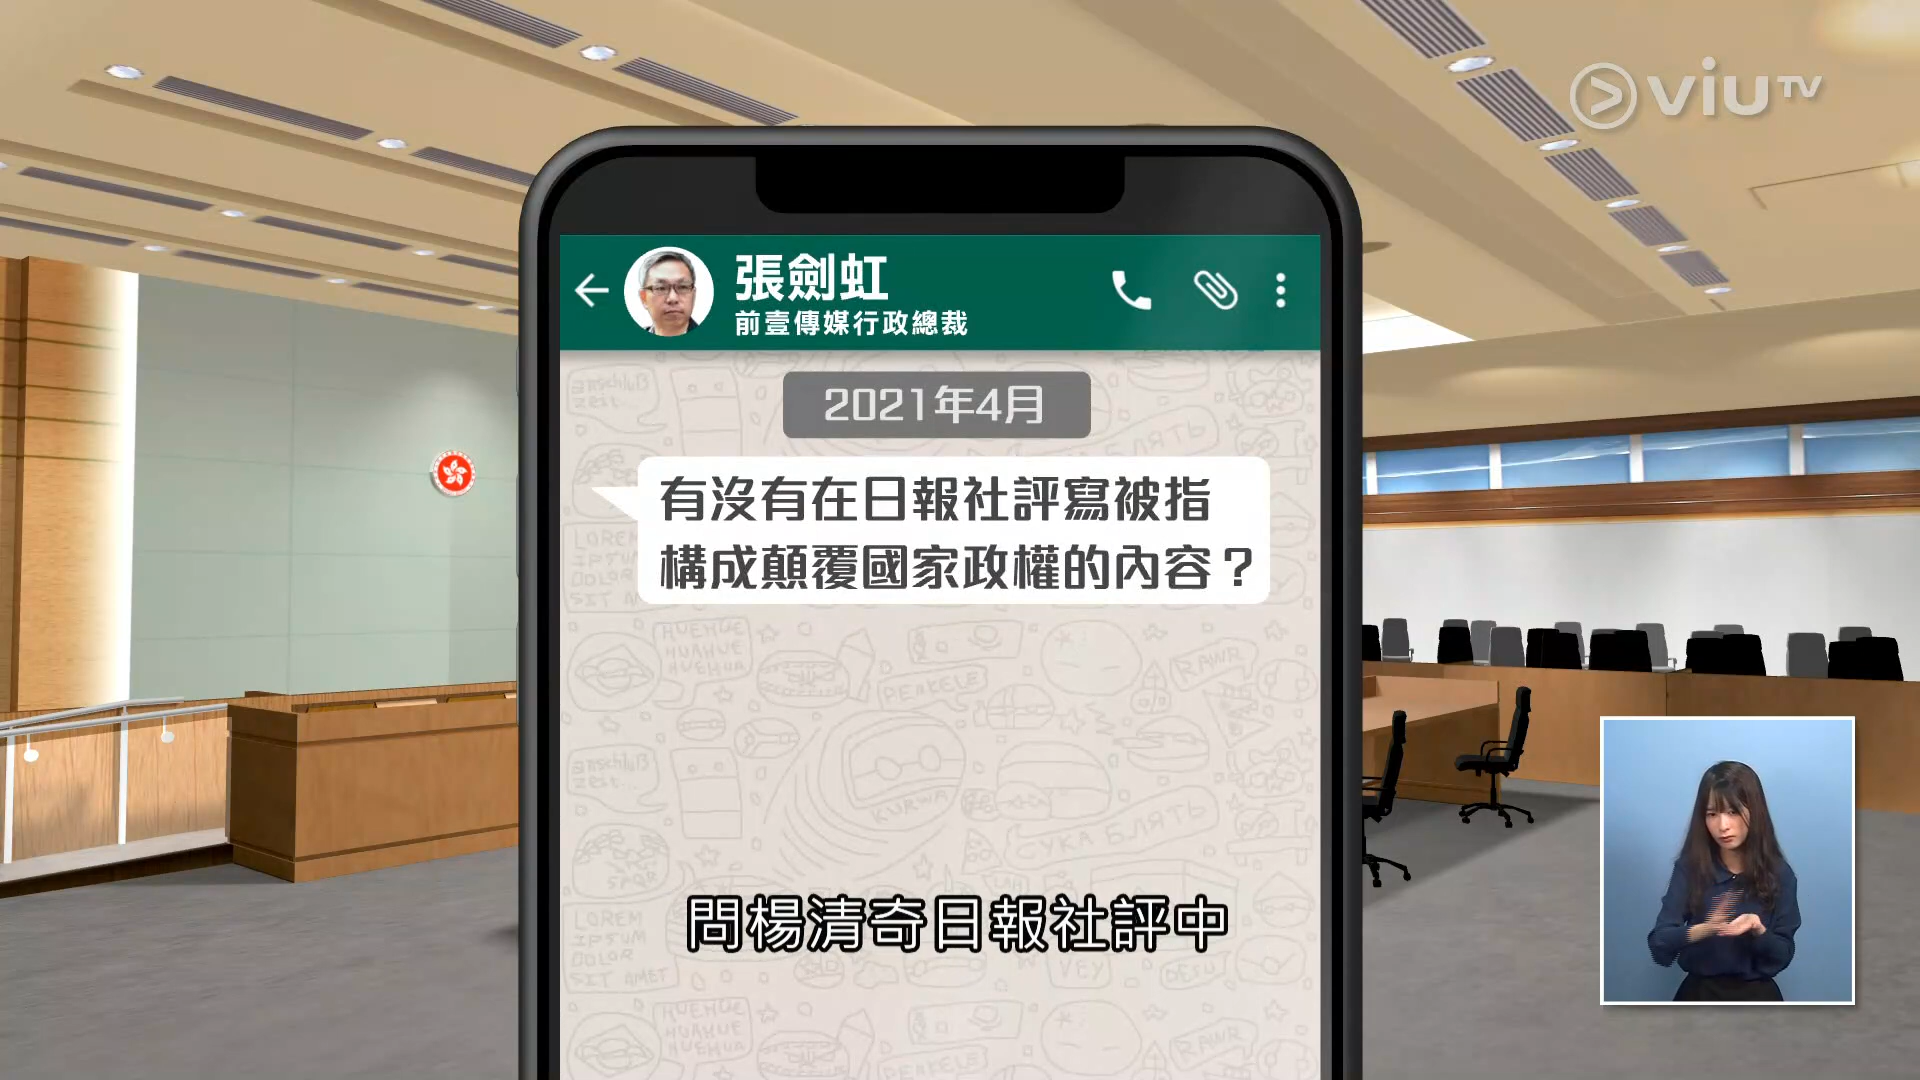 viuTV
張劍虹
前壹傳媒行政總裁
2021年4月
有沒有在日報社評寫被指
構成顛覆國家政權的內容？
問楊清奇日報社評中